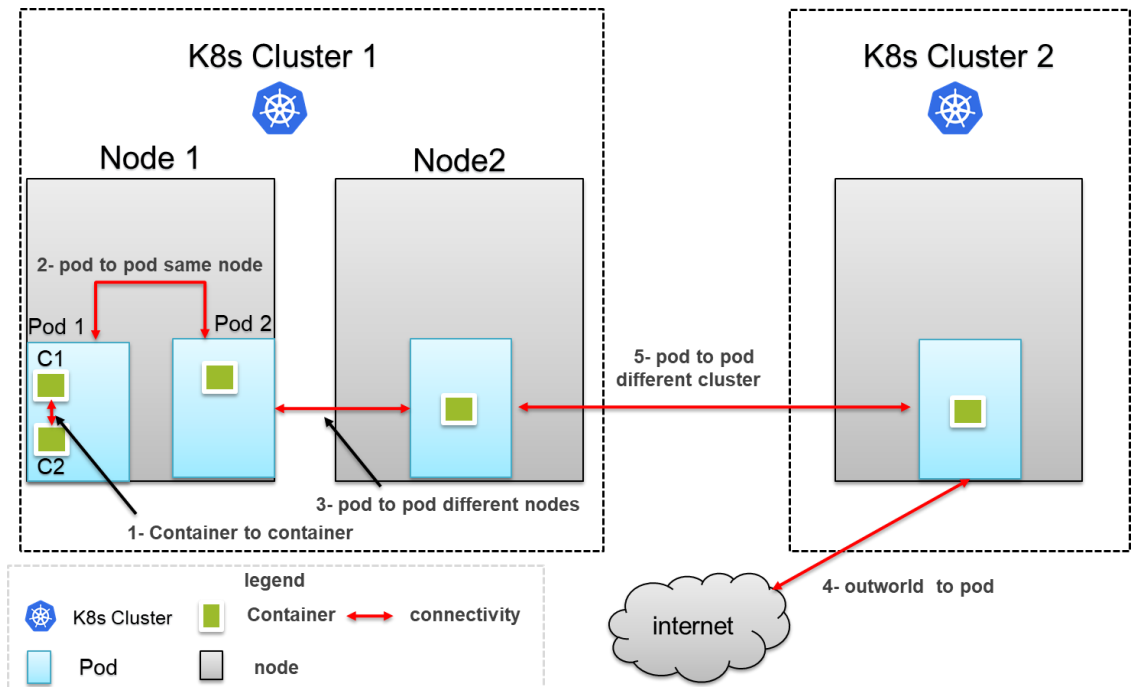 K8s Cluster 1
K8s Cluster 2
Node 1
Node2
2- pod to pod same node
Pod 1
Pod 2
C1
C2
5- pod to pod
different cluster
3- pod to pod different nodes
1- Container to container
4- outworld to pod
internet
legend
K8s Cluster
Container
connectivity
Pod
node